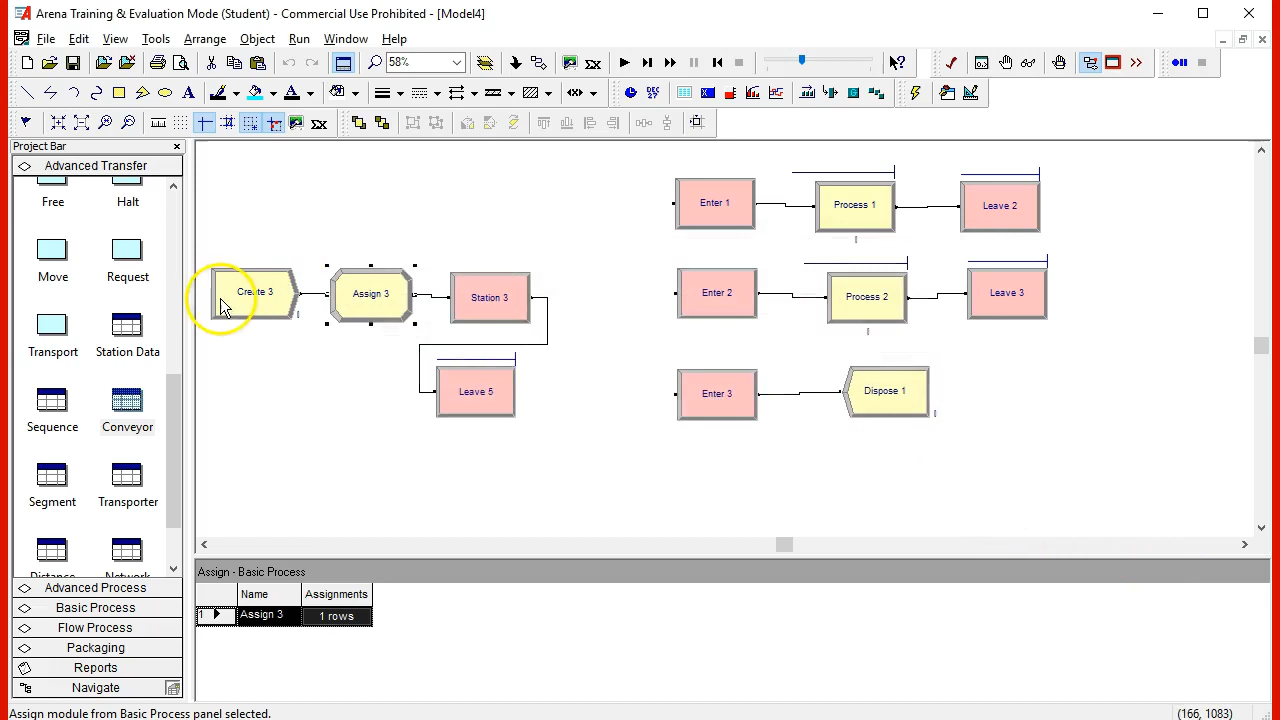 Arena Training & Evaluation Mode (Student) - Commercial Use Prohibited - [Model4]
File Edit View Tools Arrange Object Run Window Help
58%
Project Bar
Advanced Transfer
Free Halt
Move Request
Transport Station Data
Sequence Conveyor
Segment Transporter
Distance Network
Advanced Process
Basic Process
Flow Process
Packaging
Reports
Navigate
Enter 1 Process 1 Leave 2
Create 3 Assign 3 Station 3 Enter 2 Process 2 Leave 3
Leave 5 Enter 3 Dispose 1
Assign - Basic Process
Name Assignments
1 Assign 3 1 rows
Assign module from Basic Process panel selected. (166, 1083)